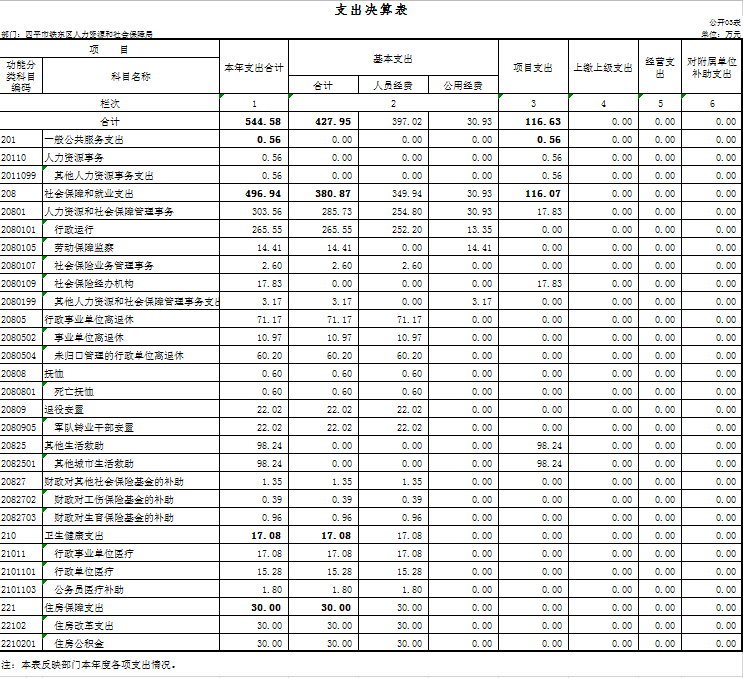 支出决算表
公开03表
部门：四平市铁东区人力资源和社会保障局 单位：万元
项 目 本年支出合计 基本支出 项目支出 上缴上级支出 经营支出 对附属单位补助支出
功能分类科目编码 科目名称 合计 人员经费 公用经费
栏次 1 2 3 4 5 6
合计 544.58 427.95 397.02 30.93 116.63 0.00 0.00 0.00
201 一般公共服务支出 0.56 0.00 0.00 0.00 0.56 0.00 0.00 0.00
20110 人力资源事务 0.56 0.00 0.00 0.00 0.56 0.00 0.00 0.00
2011099 其他人力资源事务支出 0.56 0.00 0.00 0.00 0.56 0.00 0.00 0.00
208 社会保障和就业支出 496.94 380.87 349.94 30.93 116.07 0.00 0.00 0.00
20801 人力资源和社会保障管理事务 303.56 285.73 254.80 30.93 17.83 0.00 0.00 0.00
2080101 行政运行 265.55 265.55 252.20 13.35 0.00 0.00 0.00 0.00
2080105 劳动保障监察 14.41 14.41 0.00 14.41 0.00 0.00 0.00 0.00
2080107 社会保险业务管理事务 2.60 2.60 2.60 0.00 0.00 0.00 0.00 0.00
2080109 社会保险经办机构 17.83 0.00 0.00 0.00 17.83 0.00 0.00 0.00
2080199 其他人力资源和社会保障管理事务支出 3.17 3.17 0.00 3.17 0.00 0.00 0.00 0.00
20805 行政事业单位离退休 71.17 71.17 71.17 0.00 0.00 0.00 0.00 0.00
2080502 事业单位离退休 10.97 10.97 10.97 0.00 0.00 0.00 0.00 0.00
2080504 未归口管理的行政单位离退休 60.20 60.20 60.20 0.00 0.00 0.00 0.00 0.00
20808 抚恤 0.60 0.60 0.60 0.00 0.00 0.00 0.00 0.00
2080801 死亡抚恤 0.60 0.60 0.60 0.00 0.00 0.00 0.00 0.00
20809 退役安置 22.02 22.02 22.02 0.00 0.00 0.00 0.00 0.00
2080905 军队转业干部安置 22.02 22.02 22.02 0.00 0.00 0.00 0.00 0.00
20825 其他生活救助 98.24 0.00 0.00 0.00 98.24 0.00 0.00 0.00
2082501 其他城市生活救助 98.24 0.00 0.00 0.00 98.24 0.00 0.00 0.00
20827 财政对其他社会保险基金的补助 1.35 1.35 1.35 0.00 0.00 0.00 0.00 0.00
2082702 财政对工伤保险基金的补助 0.39 0.39 0.39 0.00 0.00 0.00 0.00 0.00
2082703 财政对生育保险基金的补助 0.96 0.96 0.96 0.00 0.00 0.00 0.00 0.00
210 卫生健康支出 17.08 17.08 17.08 0.00 0.00 0.00 0.00 0.00
21011 行政事业单位医疗 17.08 17.08 17.08 0.00 0.00 0.00 0.00 0.00
2101101 行政单位医疗 15.28 15.28 15.28 0.00 0.00 0.00 0.00 0.00
2101103 公务员医疗补助 1.80 1.80 1.80 0.00 0.00 0.00 0.00 0.00
221 住房保障支出 30.00 30.00 30.00 0.00 0.00 0.00 0.00 0.00
22102 住房改革支出 30.00 30.00 30.00 0.00 0.00 0.00 0.00 0.00
2210201 住房公积金 30.00 30.00 30.00 0.00 0.00 0.00 0.00 0.00
注：本表反映部门本年度各项支出情况。